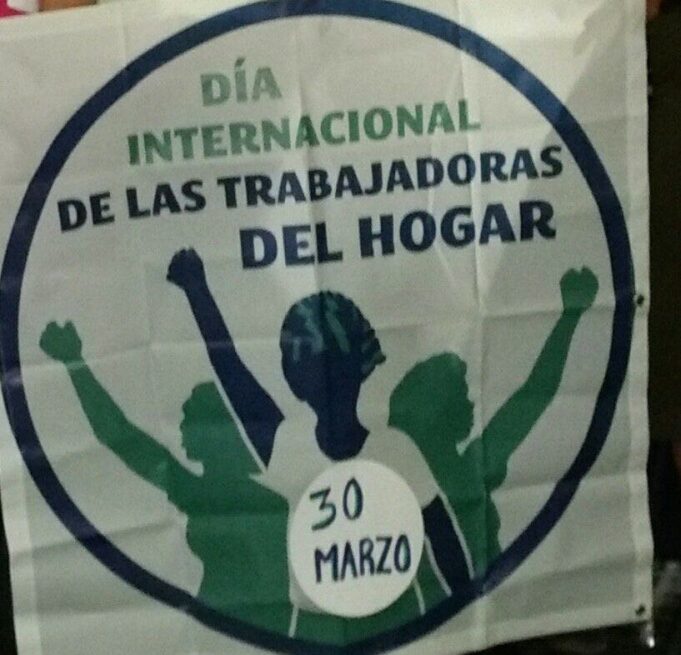 DÍA
INTERNACIONAL
DE LAS TRABAJADORAS
DEL HOGAR
30
MARZO